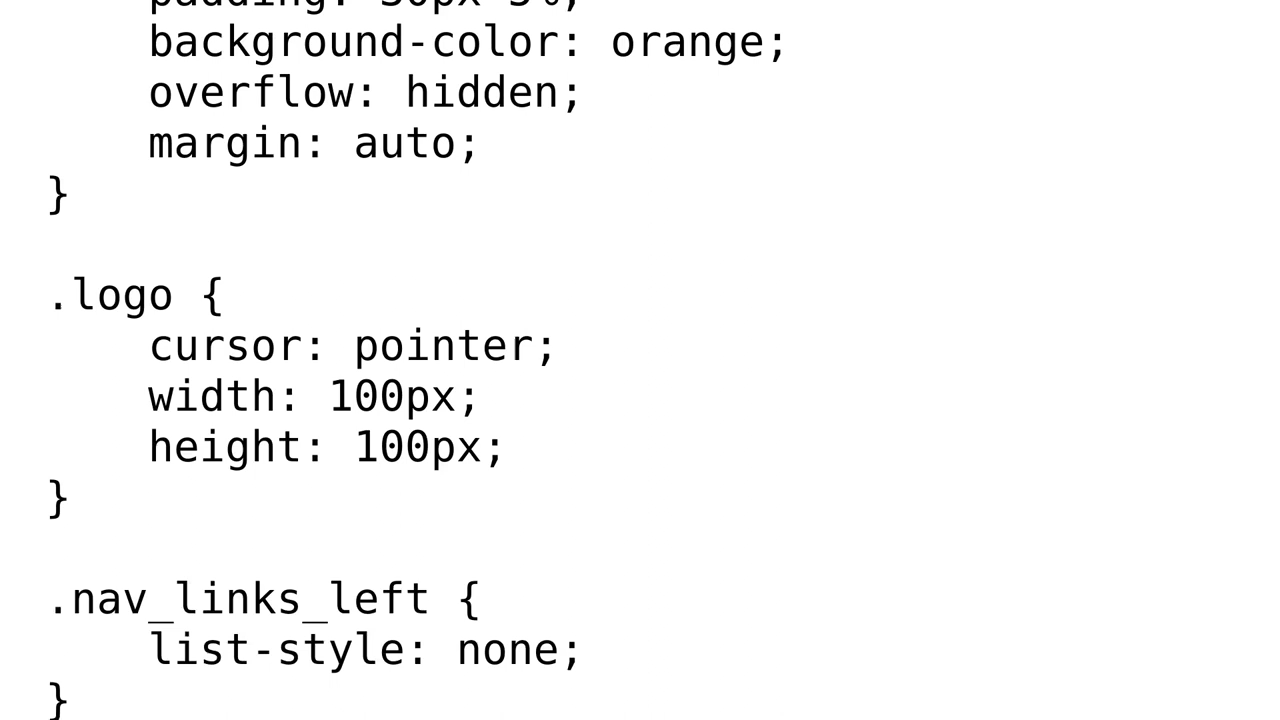 background-color: orange;
overflow: hidden;
margin: auto;
}
.logo {
cursor: pointer;
width: 100px;
height: 100px;
}
.nav_links_left {
list-style: none;
}